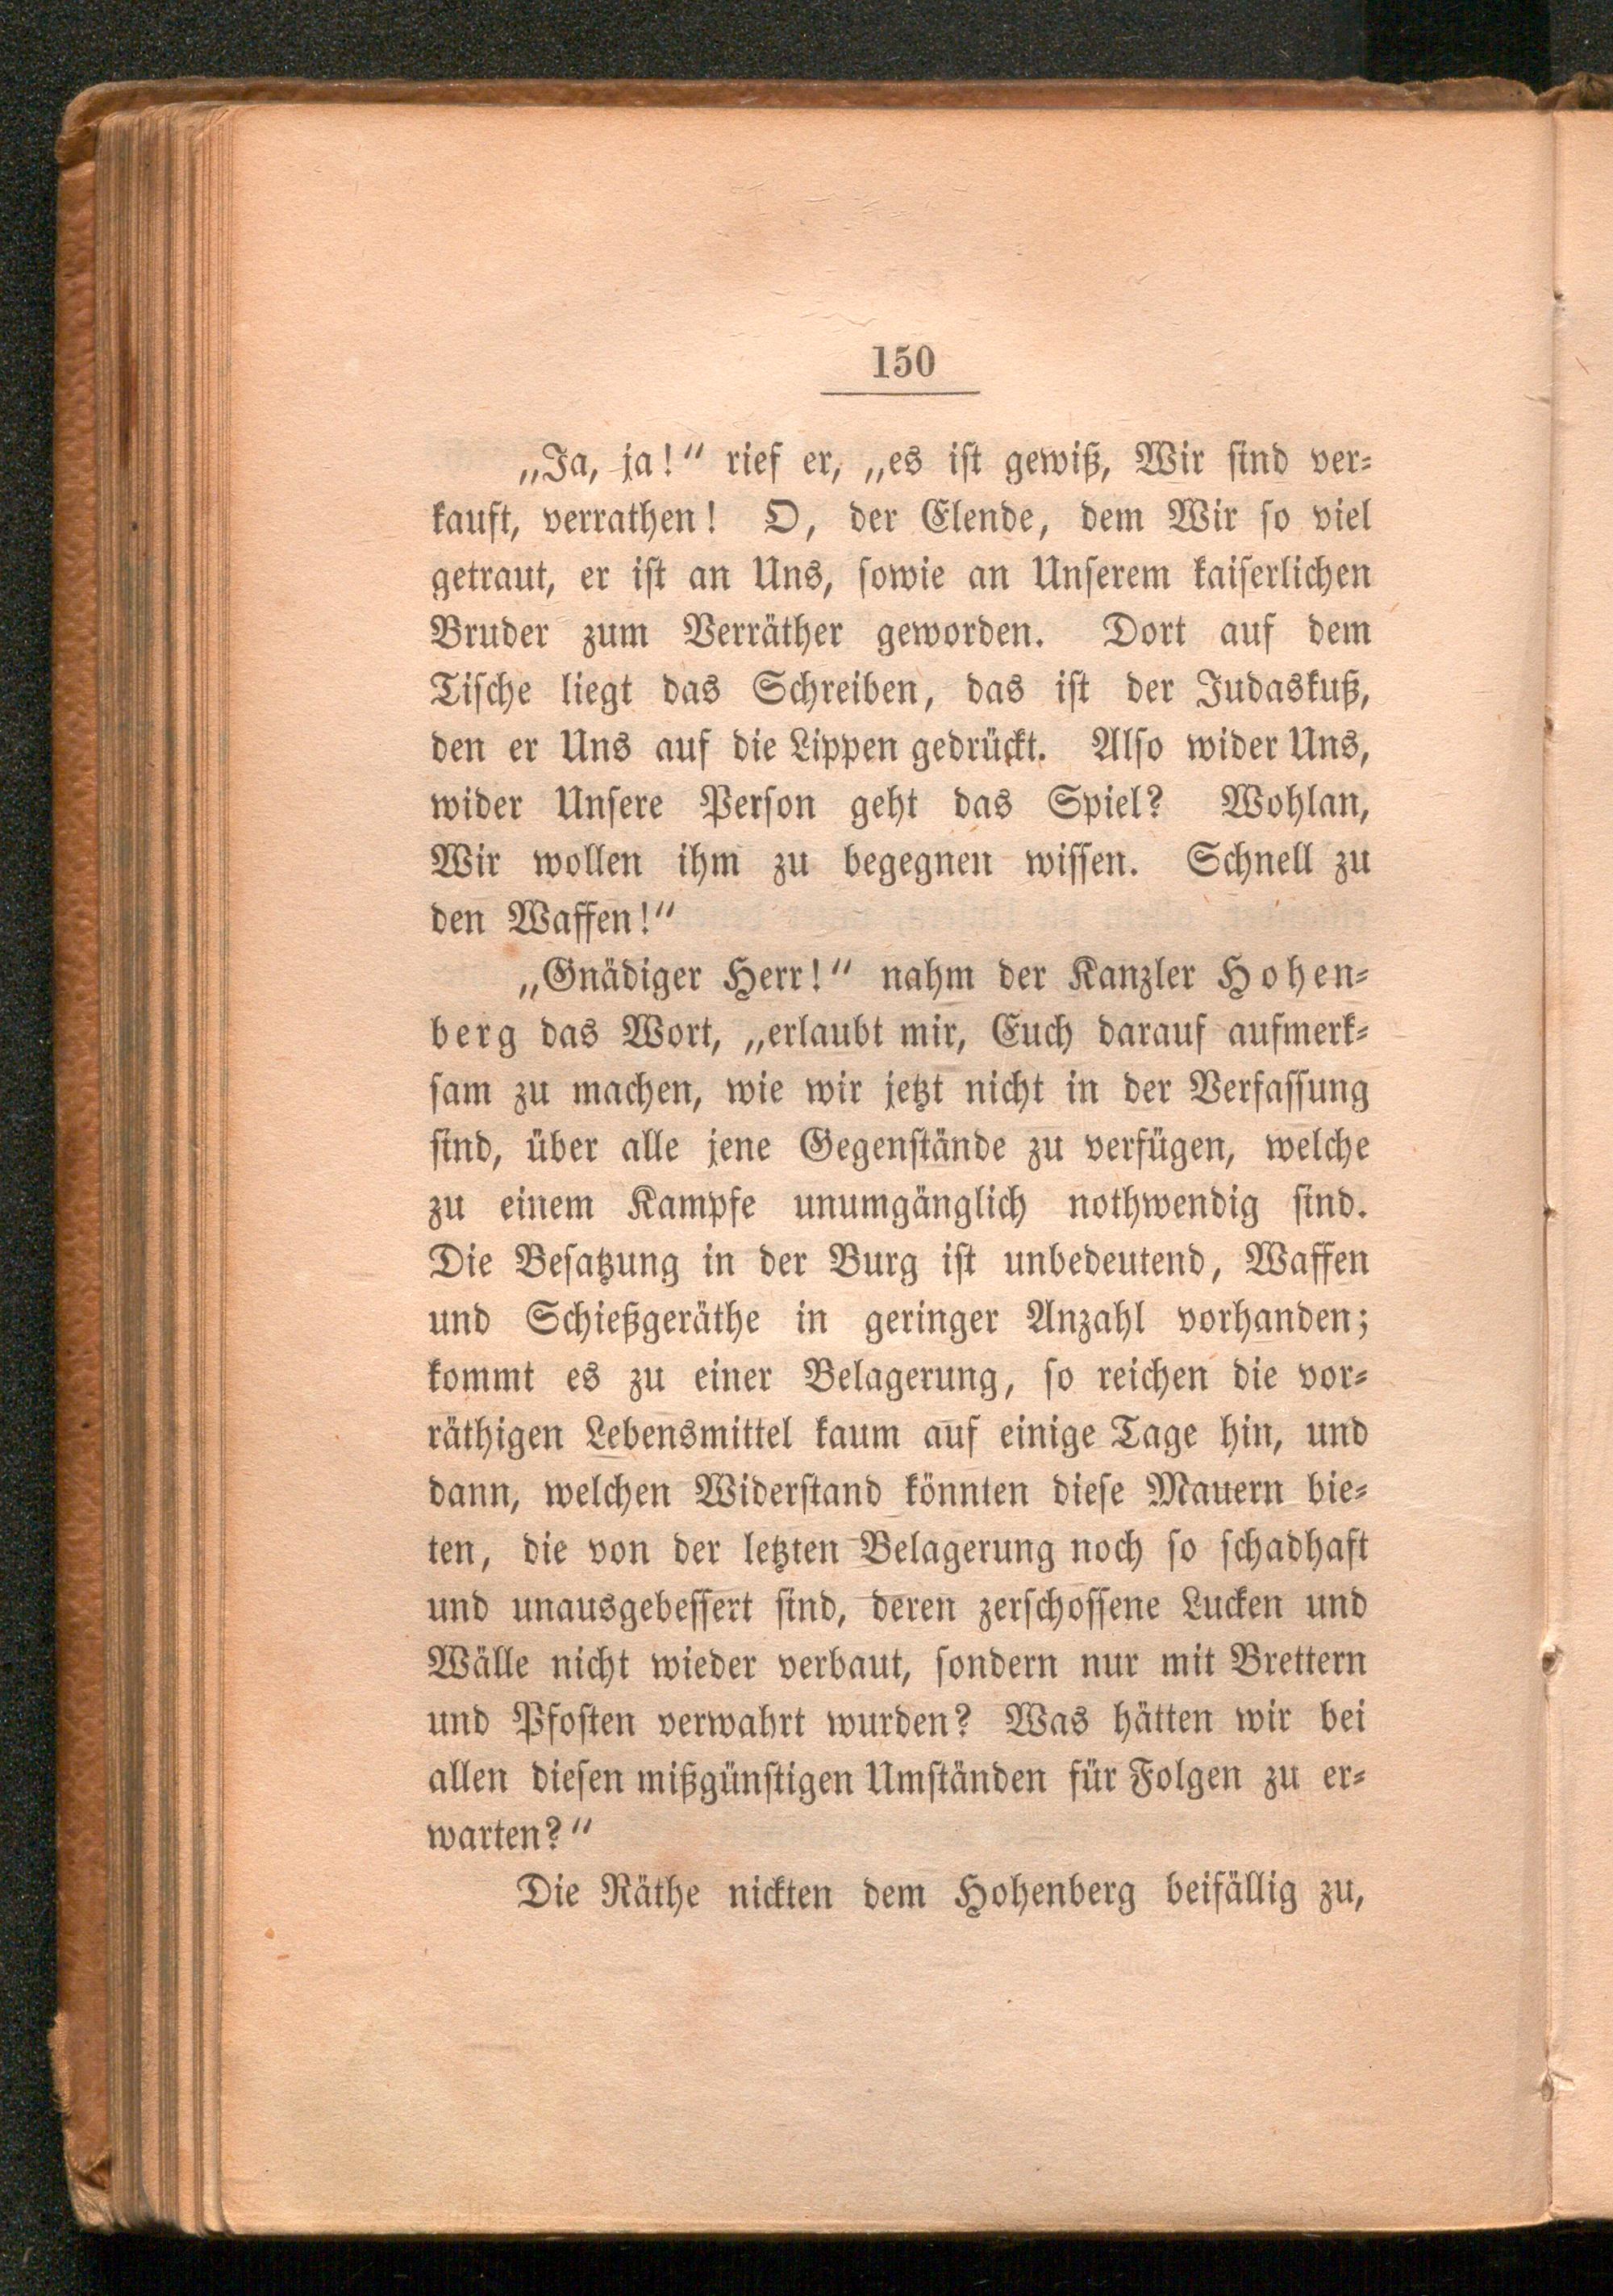 150
„Ja, ja!“ rief er, „es ist gewiß, Wir sind ver-
kauft, verrathen! O, der Elende, dem Wir so viel
getraut, er ist an Uns, sowie an Unserem kaiserlichen
Bruder zum Verräther geworden. Dort auf dem
Tische liegt das Schreiben, das ist der Judaskuß,
den er Uns auf die Lippen gedrückt. Also wider Uns,
wider Unsere Person geht das Spiel? Wohlan,
Wir wollen ihm zu begegnen wissen. Schnell zu
den Waffen!“
„Gnädiger Herr!“ nahm der Kanzler Hohen-
berg das Wort, „erlaubt mir, Euch darauf aufmerk-
sam zu machen, wie wir jetzt nicht in der Verfassung
sind, über alle jene Gegenstände zu verfügen, welche
zu einem Kampfe unumgänglich nothwendig sind.
Die Besatzung in der Burg ist unbedeutend, Waffen
und Schießgeräthe in geringer Anzahl vorhanden;
kommt es zu einer Belagerung, so reichen die vor-
räthigen Lebensmittel kaum auf einige Tage hin, und
dann, welchen Widerstand könnten diese Mauern bie-
ten, die von der letzten Belagerung noch so schadhaft
und unausgebessert sind, deren zerschossene Lucken und
Wälle nicht wieder verbaut, sondern nur mit Brettern
und Pfosten verwahrt wurden? Was hätten wir bei
allen diesen mißgünstigen Umständen für Folgen zu er-
warten?“
Die Räthe nickten dem Hohenberg beifällig zu,